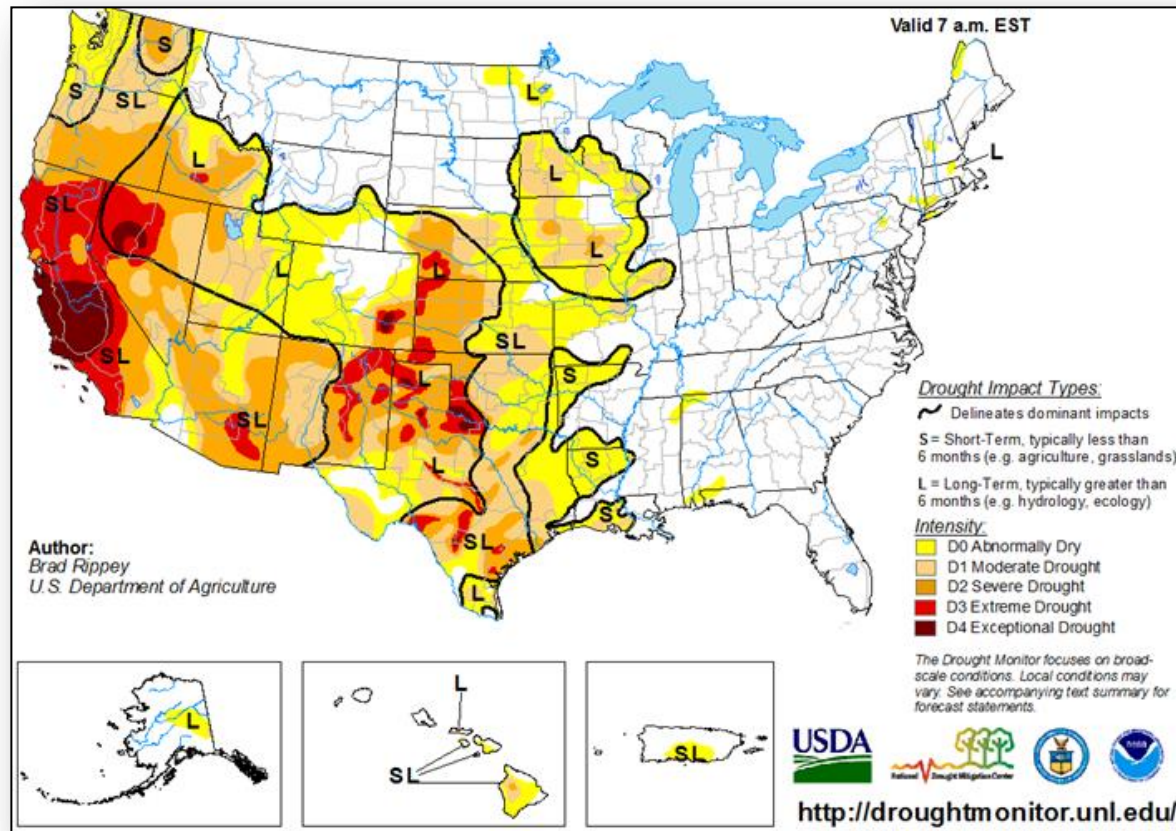 Valid 7 a.m. EST
S
S
SL
L
L
L
L
SL
L
L
L
SL
SL
S
L
SL
L
S
S
SL
L
Drought Impact Types:
Delineates dominant impacts
S = Short-Term, typically less than
6 months (e.g. agriculture, grasslands)
L = Long-Term, typically greater than
6 months (e.g. hydrology, ecology)
Intensity:
D0 Abnormally Dry
D1 Moderate Drought
D2 Severe Drought
D3 Extreme Drought
D4 Exceptional Drought
Author:
Brad Rippey
U.S. Department of Agriculture
The Drought Monitor focuses on broad-
scale conditions. Local conditions may
vary. See accompanying text summary for
forecast statements.
L
L
SL
SL
USDA
National Drought Mitigation Center
http://droughtmonitor.unl.edu/